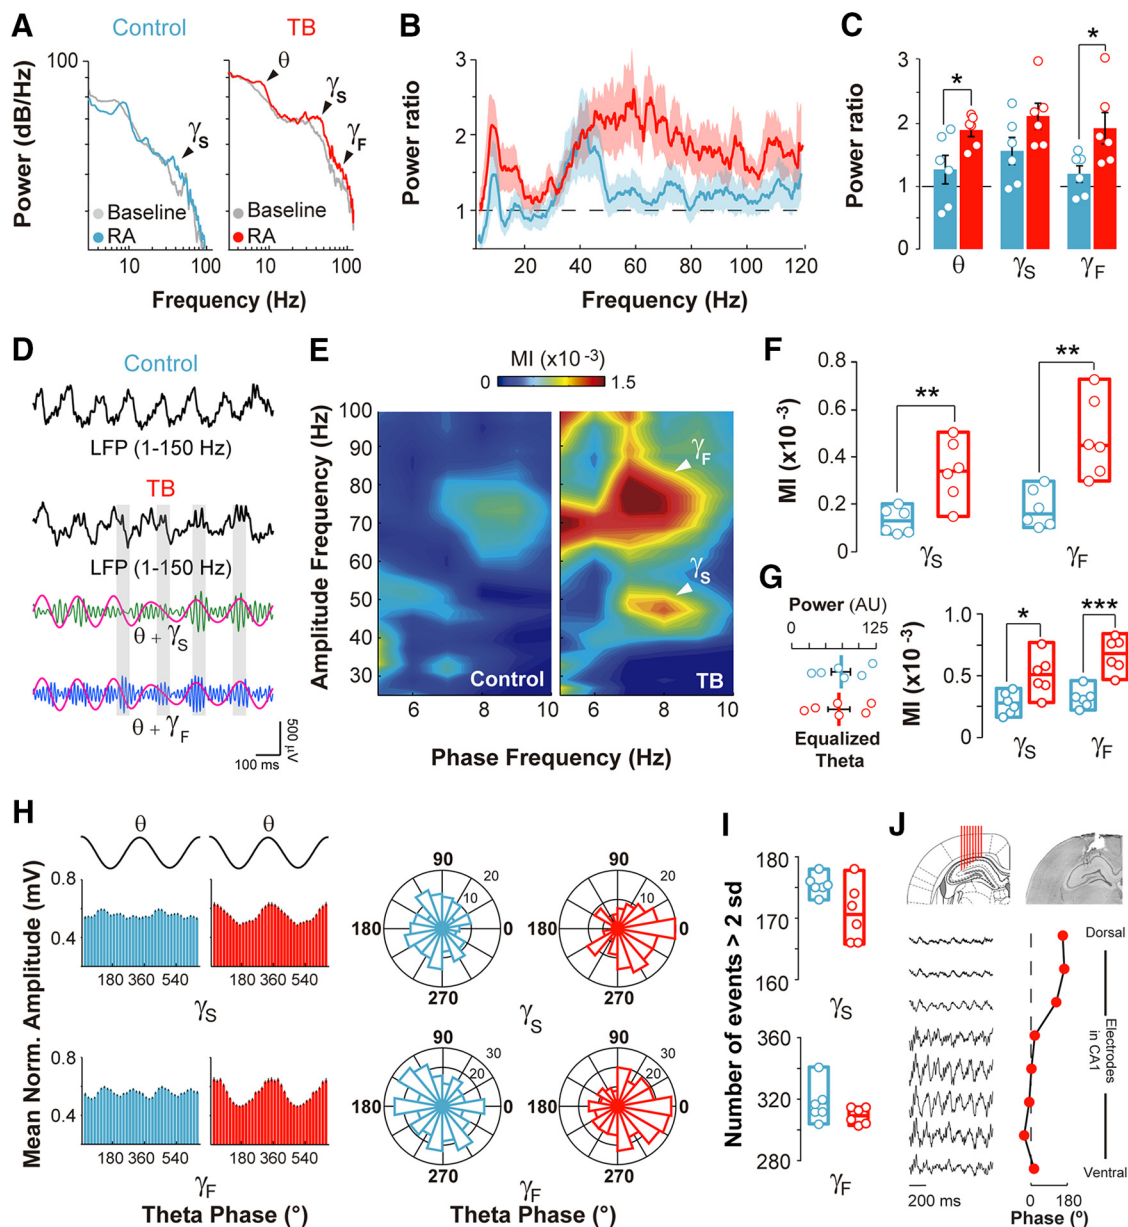 A
Control
TB
100
Power (dB/Hz)
θ
γS
γS
γF
Baseline
RA
Baseline
RA
10
100
10
100
Frequency (Hz)
B
Power ratio
3
2
1
20
40
60
80
100
120
Frequency (Hz)
C
Power ratio
3
2
1
0
*
*
θ
γS
γF
D
Control
LFP (1-150 Hz)
TB
LFP (1-150 Hz)
θ + γS
θ + γF
500 µV
100 ms
E
MI (x10 -3)
0
1.5
Amplitude Frequency (Hz)
100
90
80
70
60
50
40
30
γF
γS
Control
TB
6
8
10
6
8
10
Phase Frequency (Hz)
F
MI (x10 -3)
0.8
0.6
0.4
0.2
0
**
**
γS
γF
G
Power (AU)
0
125
Equalized
Theta
MI (x10 -3)
1.0
0.5
0
*
***
γS
γF
H
Mean Norm. Amplitude (mV)
θ
θ
0.8
0.4
180 360 540
180 360 540
γS
0.8
0.4
180 360 540
180 360 540
γF
Theta Phase (°)
90
20
10
180
0
270
90
20
10
180
0
270
γS
90
30
20
180
0
270
90
30
20
180
0
270
γF
Theta Phase (°)
I
Number of events > 2 sd
180
170
160
γS
360
320
280
γF
J
Dorsal
Electrodes
in CA1
Ventral
200 ms
0
180
Phase (º)